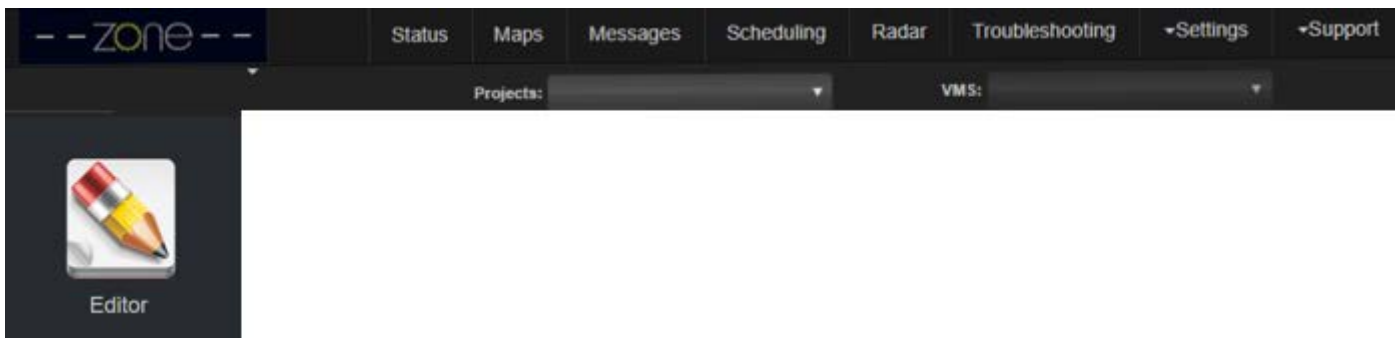 --zone-- Status Maps Messages Scheduling Radar Troubleshooting Settings Support
Projects: VMS:
Editor